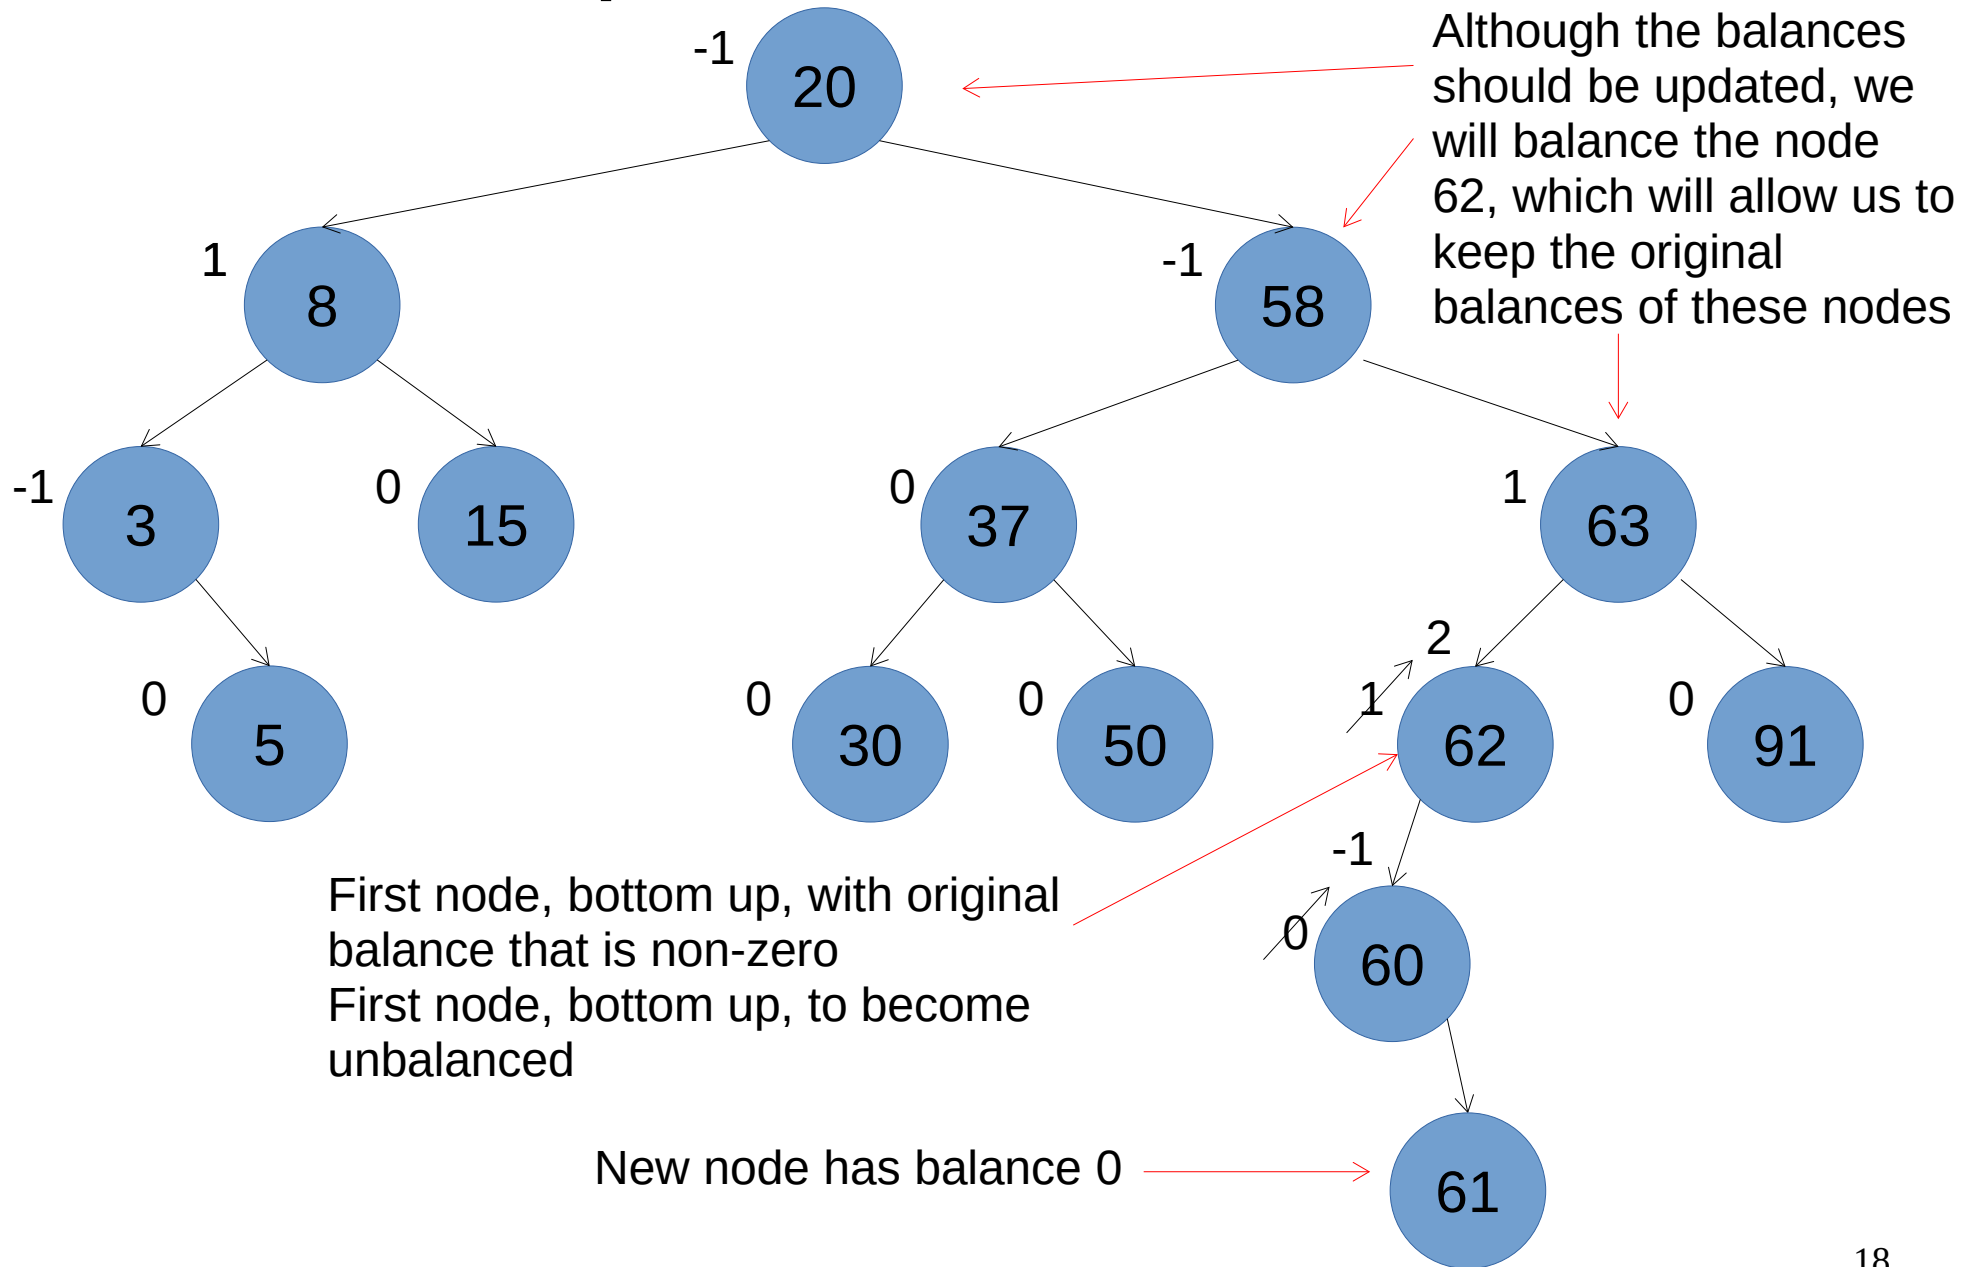 -1
20
Although the balances
should be updated, we
will balance the node
62, which will allow us to
keep the original
balances of these nodes
1
8
-1
58
-1
3
0
15
0
37
1
63
2
0
5
0
30
0
50
1
62
0
91
-1
First node, bottom up, with original
balance that is non-zero
First node, bottom up, to become
unbalanced
0
60
New node has balance 0
61
18